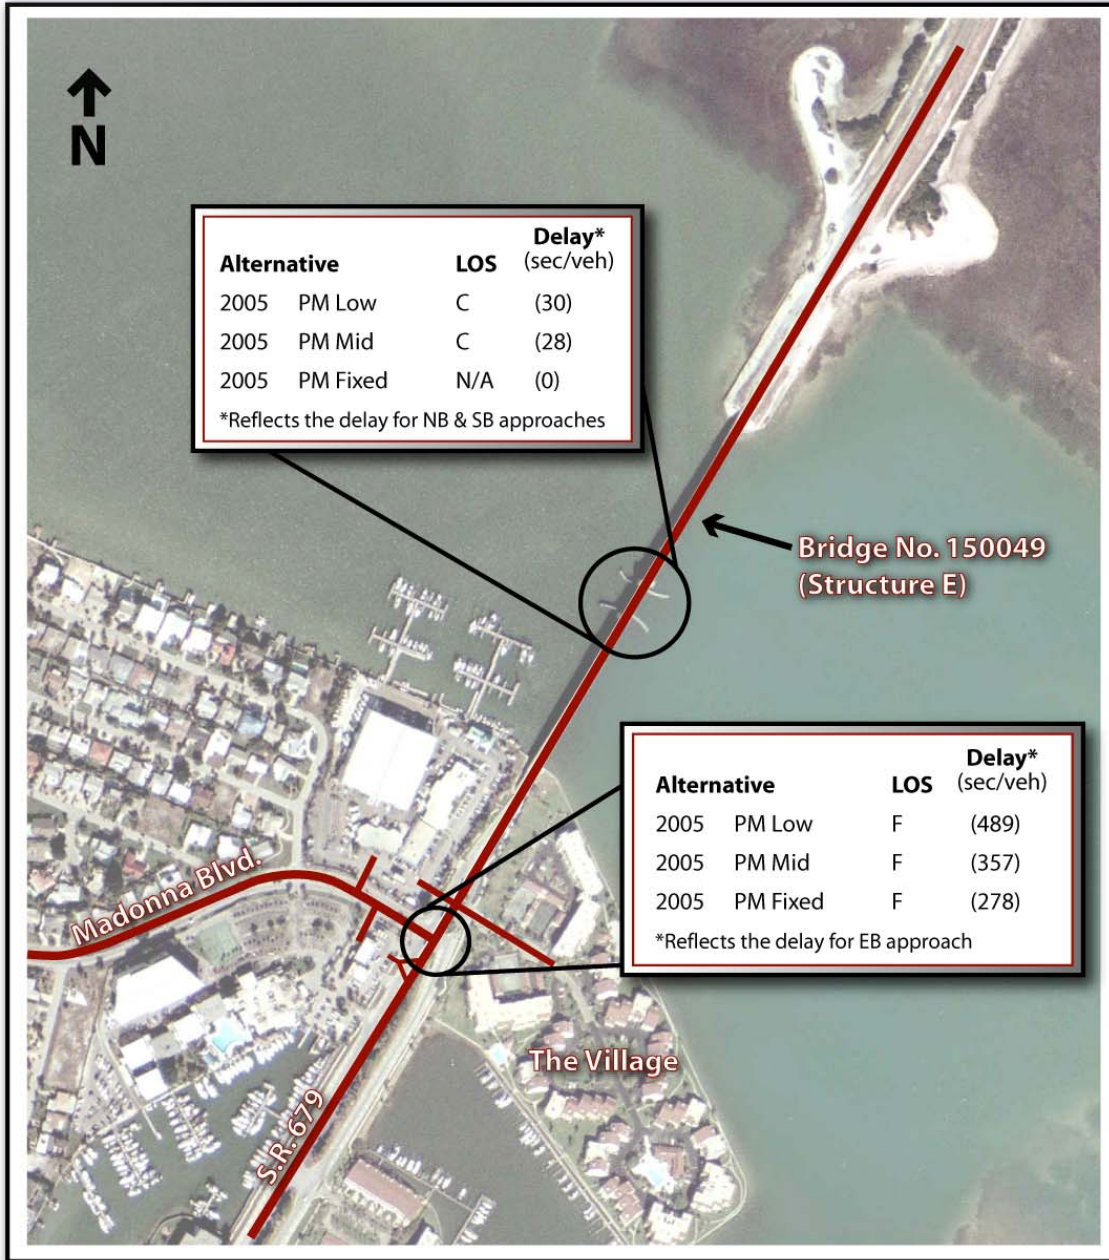 N
Alternative LOS Delay* (sec/veh)
2005 PM Low C (30)
2005 PM Mid C (28)
2005 PM Fixed N/A (0)
*Reflects the delay for NB & SB approaches
Bridge No. 150049
(Structure E)
Alternative LOS Delay* (sec/veh)
2005 PM Low F (489)
2005 PM Mid F (357)
2005 PM Fixed F (278)
*Reflects the delay for EB approach
Madonna Blvd.
The Village
S.R. 679